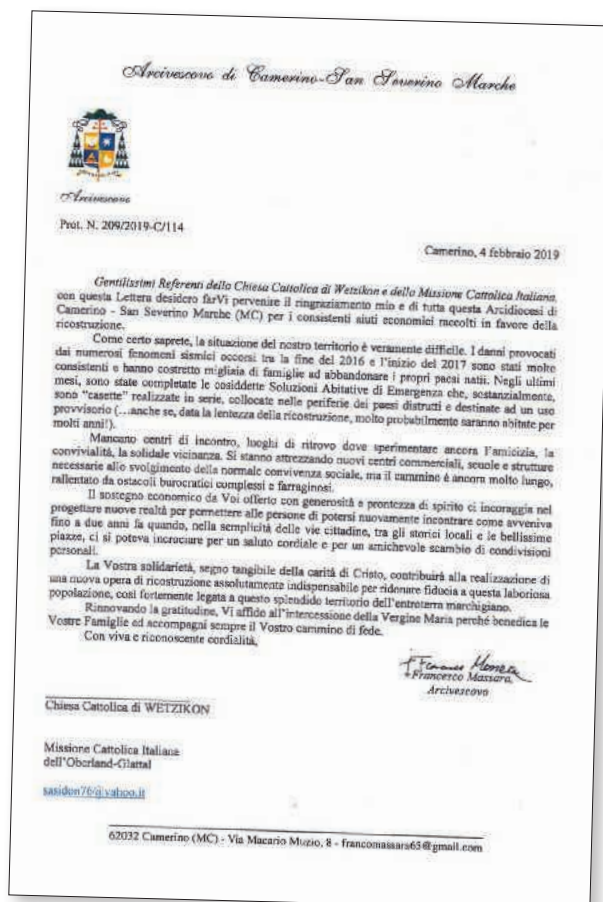 Arcivescovo di Camerino-San Severino Marche
Arcivescovo
Prot. N. 209/2019-C/114
Camerino, 4 febbraio 2019
Gentilissimi Referenti della Chiesa Cattolica di Wetzikon e della Missione Cattolica Italiana,
con questa Lettera desidero farVi pervenire il ringraziamento mio e di tutta questa Arcidiocesi di
Camerino - San Severino Marche (MC) per i consistenti aiuti economici raccolti in favore della
ricostruzione.
Come certo saprete, la situazione del nostro territorio è veramente difficile. I danni provocati
dai numerosi fenomeni sismici occorsi tra la fine del 2016 e l'inizio del 2017 sono stati molto
consistenti e hanno costretto migliaia di famiglie ad abbandonare i propri paesi natii. Negli ultimi
mesi, sono state completate le cosiddette Soluzioni Abitative di Emergenza che, sostanzialmente,
sono "casette" realizzate in serie, collocate nelle periferie dei paesi distrutti e destinate ad un uso
provvisorio (…anche se, data la lentezza della ricostruzione, molto probabilmente saranno abitate per
molti anni!).
Mancano centri di incontro, luoghi di ritrovo dove sperimentare ancora l'amicizia, la
convivialità, la solidale vicinanza. Si stanno attrezzando nuovi centri commerciali, scuole e strutture
necessarie allo svolgimento della normale convivenza sociale, ma il cammino è ancora molto lungo,
rallentato da ostacoli burocratici complessi e farraginosi.
Il sostegno economico da Voi offerto con generosità e prontezza di spirito ci incoraggia nel
progettare nuove realtà per permettere alle persone di potersi nuovamente incontrare come avveniva
fino a due anni fa quando, nella semplicità delle vie cittadine, tra gli storici locali e le bellissime
piazze, ci si poteva incrociare per un saluto cordiale e per un amichevole scambio di condivisioni
personali.
La Vostra solidarietà, segno tangibile della carità di Cristo, contribuirà alla realizzazione di
una nuova opera di ricostruzione assolutamente indispensabile per ridonare fiducia a questa laboriosa
popolazione, così fortemente legata a questo splendido territorio dell'entroterra marchigiano.
Rinnovando la gratitudine, Vi affido all'intercessione della Vergine Maria perché benedica le
Vostre Famiglie ed accompagni sempre il Vostro cammino di fede.
Con viva e riconoscente cordialità,
+Francesco Massara,
Arcivescovo
Chiesa Cattolica di WETZIKON
Missione Cattolica Italiana
dell'Oberland-Glattal
sasidon76@yahoo.it
62032 Camerino (MC) - Via Macario Muzio, 8 - francomassara65@gmail.com